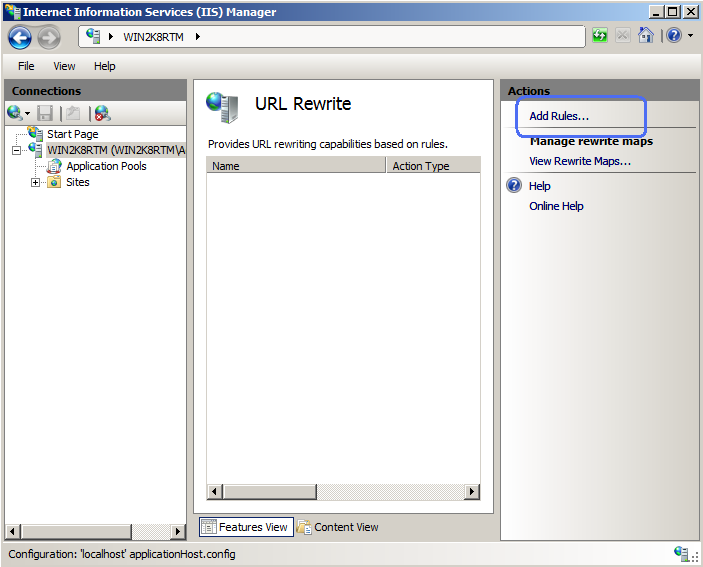 Internet Information Services (IIS) Manager
WIN2K8RTM
File View Help
Connections
Start Page
WIN2K8RTM (WIN2K8RTM\A
Application Pools
Sites
URL Rewrite
Provides URL rewriting capabilities based on rules.
Name Action Type
Features View Content View
Actions
Add Rules...
Manage rewrite maps
View Rewrite Maps...
Help
Online Help
Configuration: 'localhost' applicationHost.config